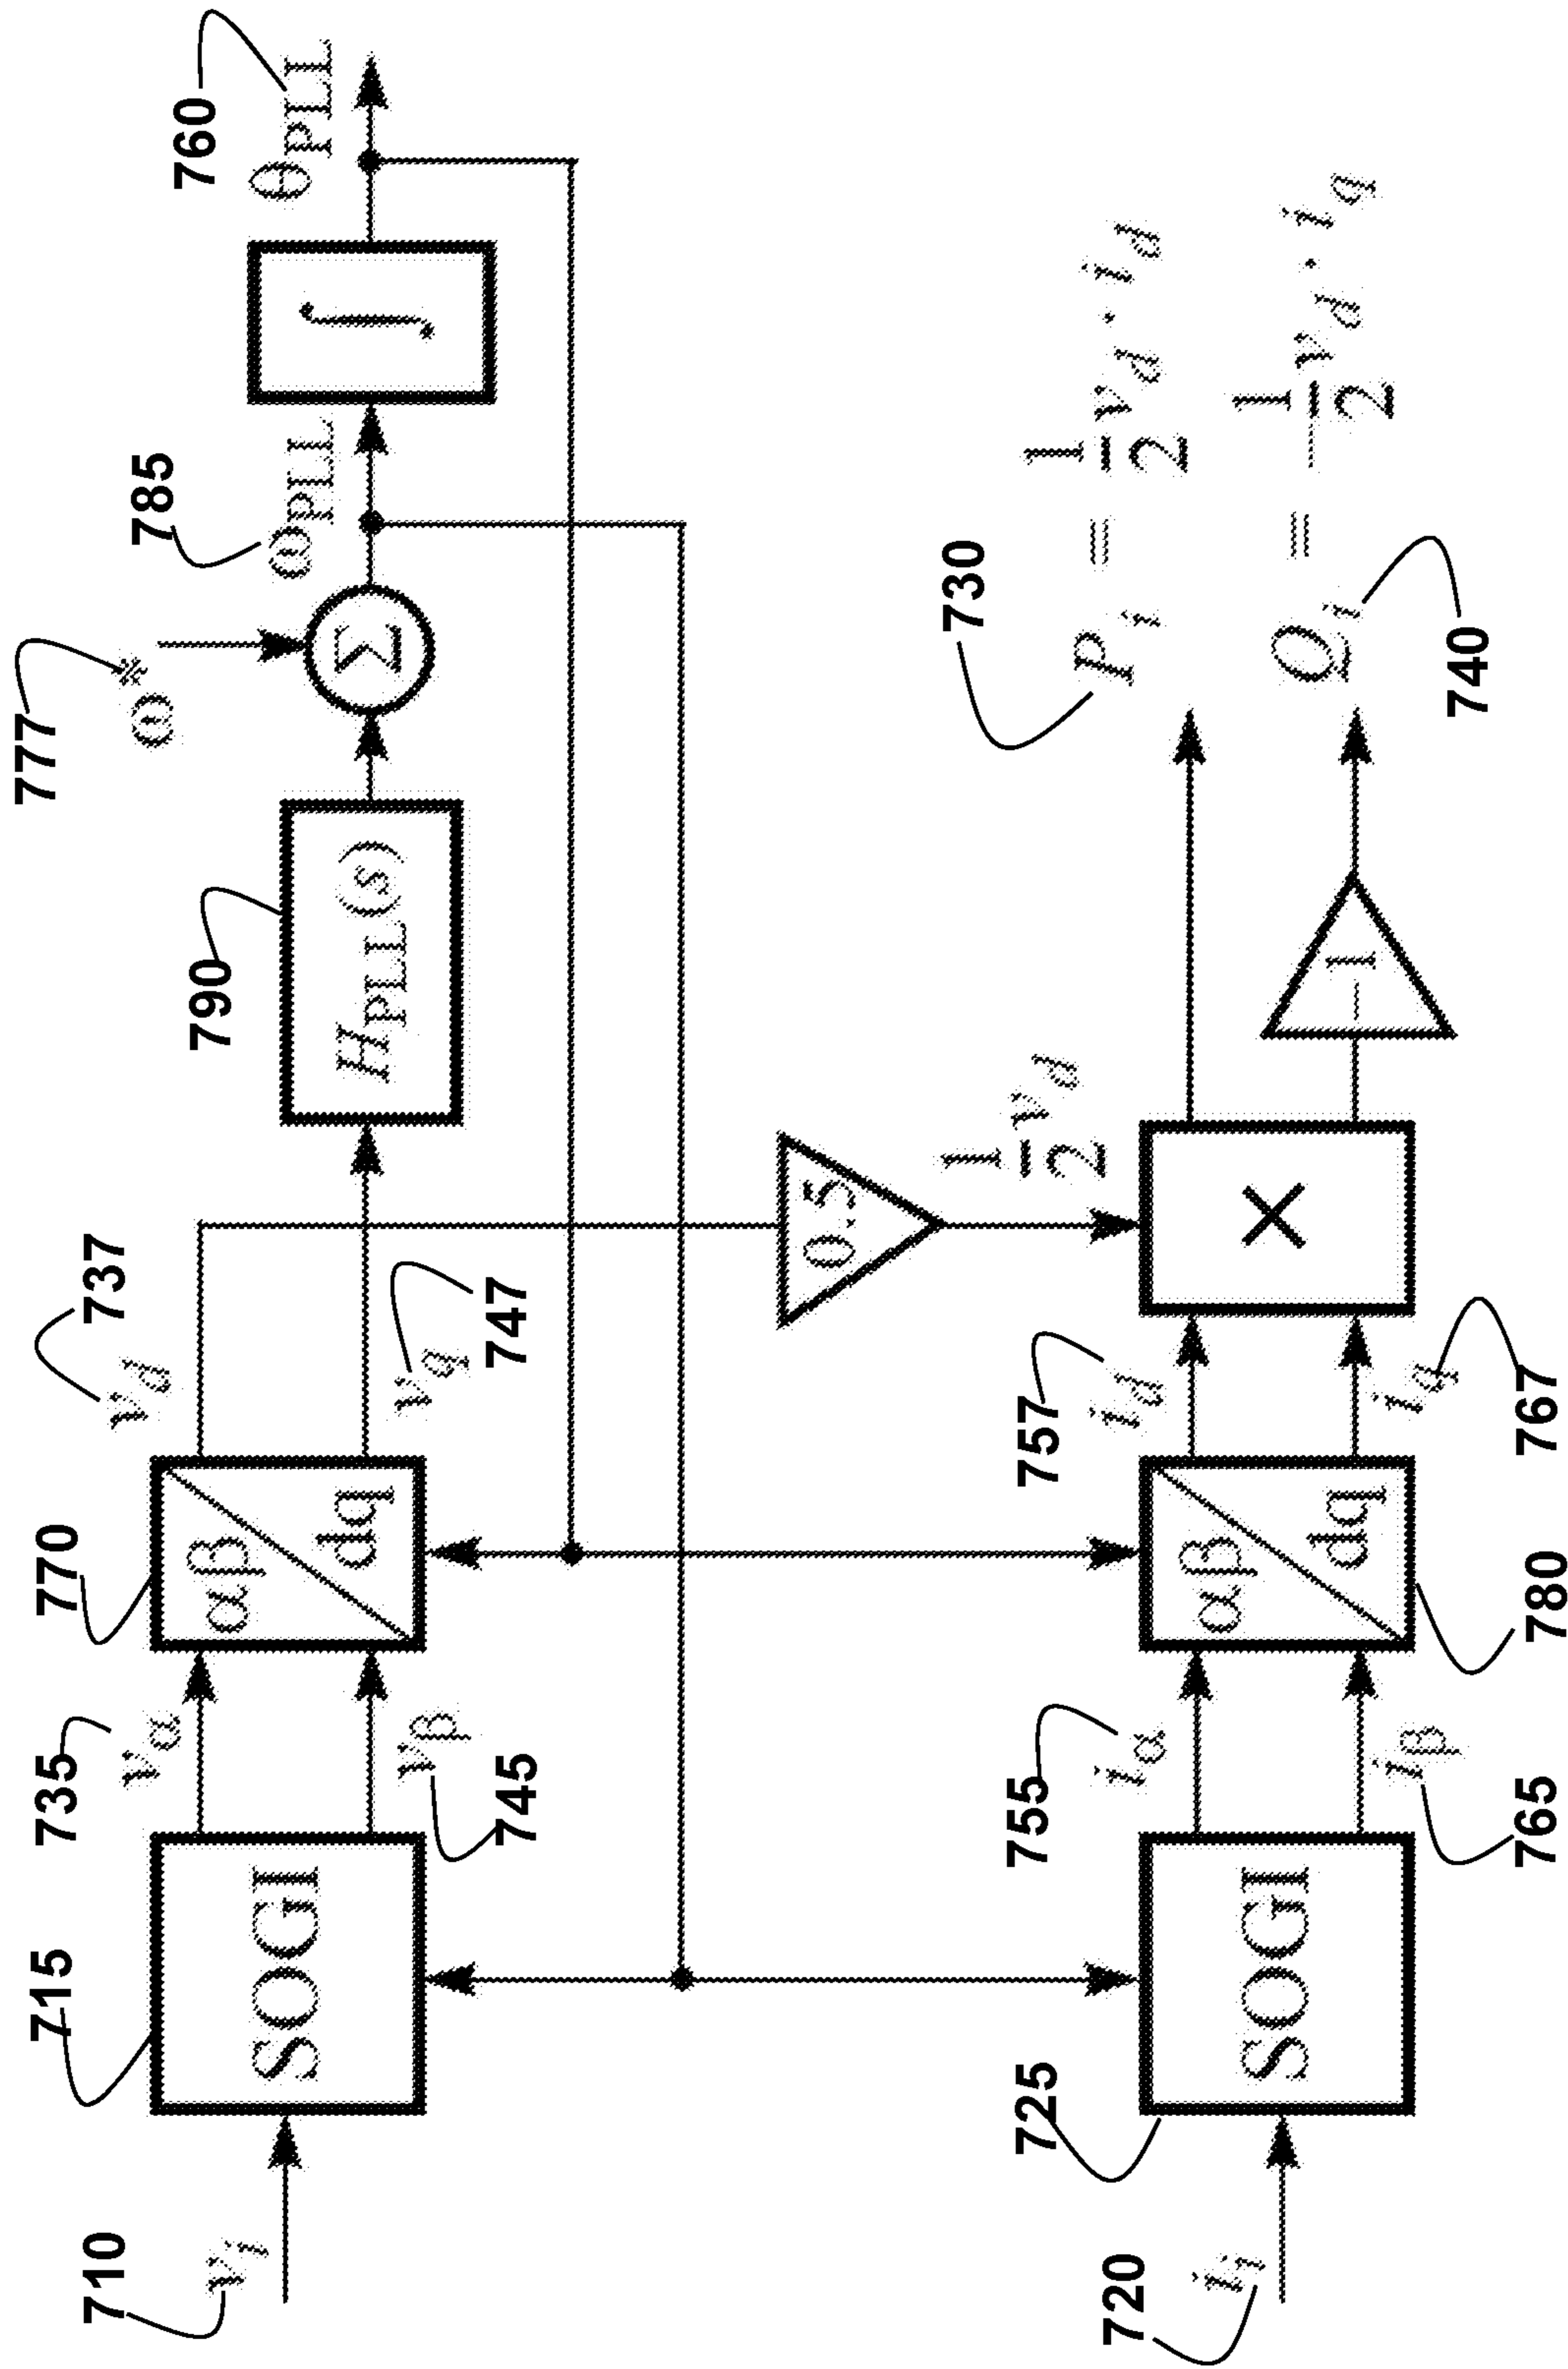 710
v_i
715
SOGI
735
v_α
v_β
745
770
αβ
dq
737
v_d
v_q
747
790
H_PLL(s)
777
ω*
Σ
785
ω_PLL
∫
760
θ_PLL
0.5
1/2 v_d
720
i_i
725
SOGI
755
i_α
i_β
765
780
αβ
dq
757
i_d
i_q
767
×
−1
730
P_i = 1/2 v_d · i_d
Q_i = −1/2 v_d · i_q
740